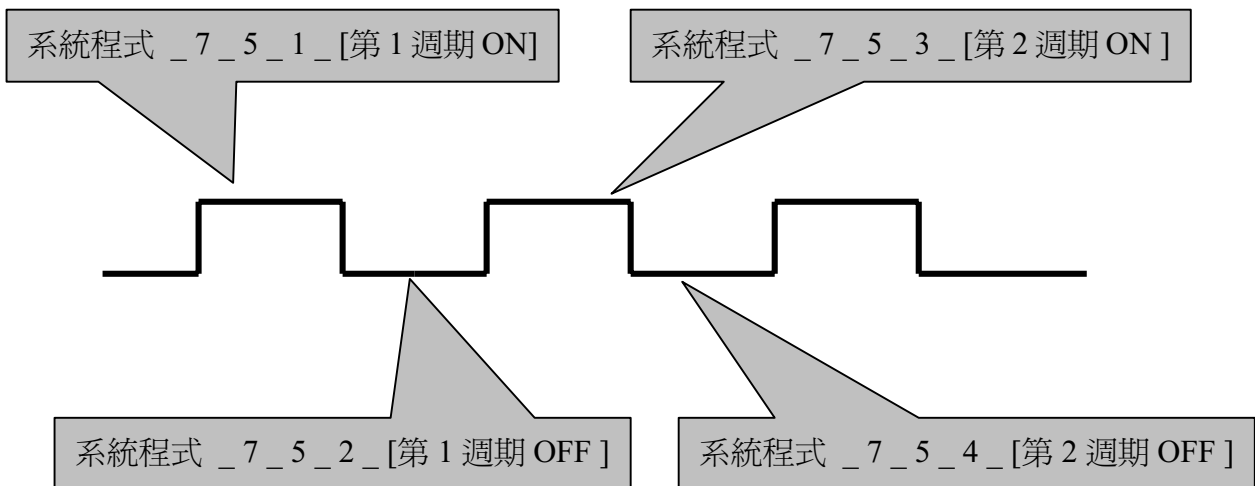 系統程式 _ 7 _ 5 _ 1 _ [第 1 週期 ON]
系統程式 _ 7 _ 5 _ 3 _ [第 2 週期 ON ]
系統程式 _ 7 _ 5 _ 2 _ [第 1 週期 OFF ]
系統程式 _ 7 _ 5 _ 4 _ [第 2 週期 OFF ]